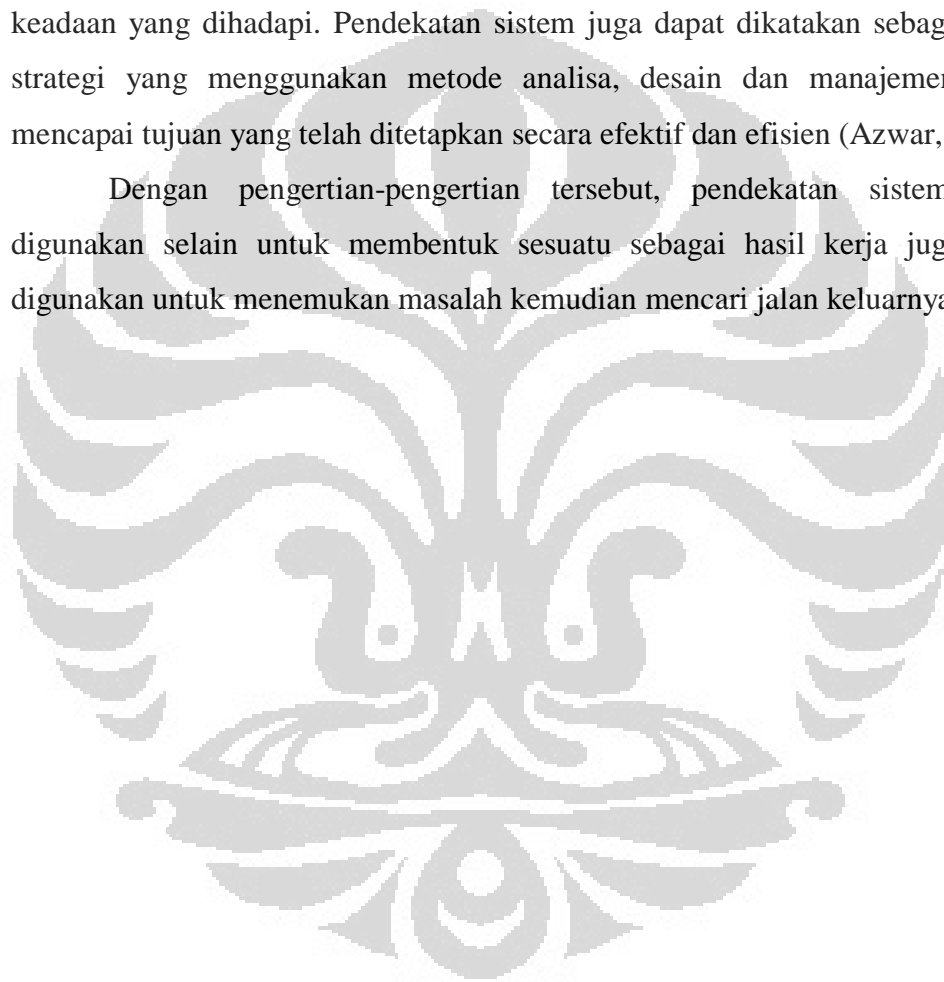 keadaan yang dihadapi. Pendekatan sistem juga dapat dikatakan sebag
strategi yang menggunakan metode analisa, desain dan manajemen
mencapai tujuan yang telah ditetapkan secara efektif dan efisien (Azwar,
Dengan pengertian-pengertian tersebut, pendekatan sistem
digunakan selain untuk membentuk sesuatu sebagai hasil kerja jug
digunakan untuk menemukan masalah kemudian mencari jalan keluarnya